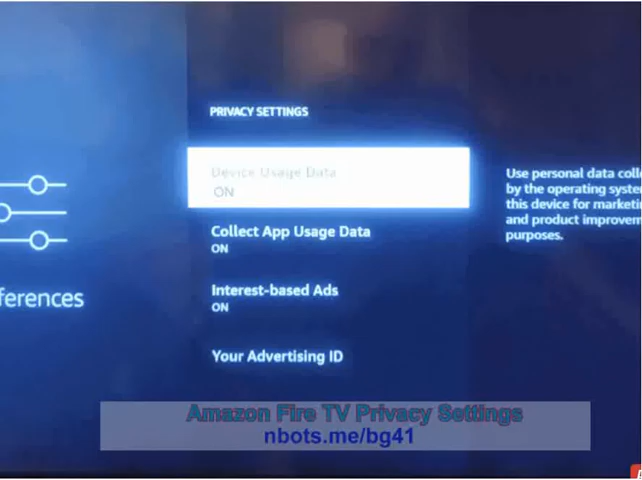 PRIVACY SETTINGS
Device Usage Data
ON
Use personal data coll
by the operating syste
this device for marketi
and product improvem
purposes.
Collect App Usage Data
ON
Interest-based Ads
ON
ferences
Your Advertising ID
Amazon Fire TV Privacy Settings
nbots.me/bg41